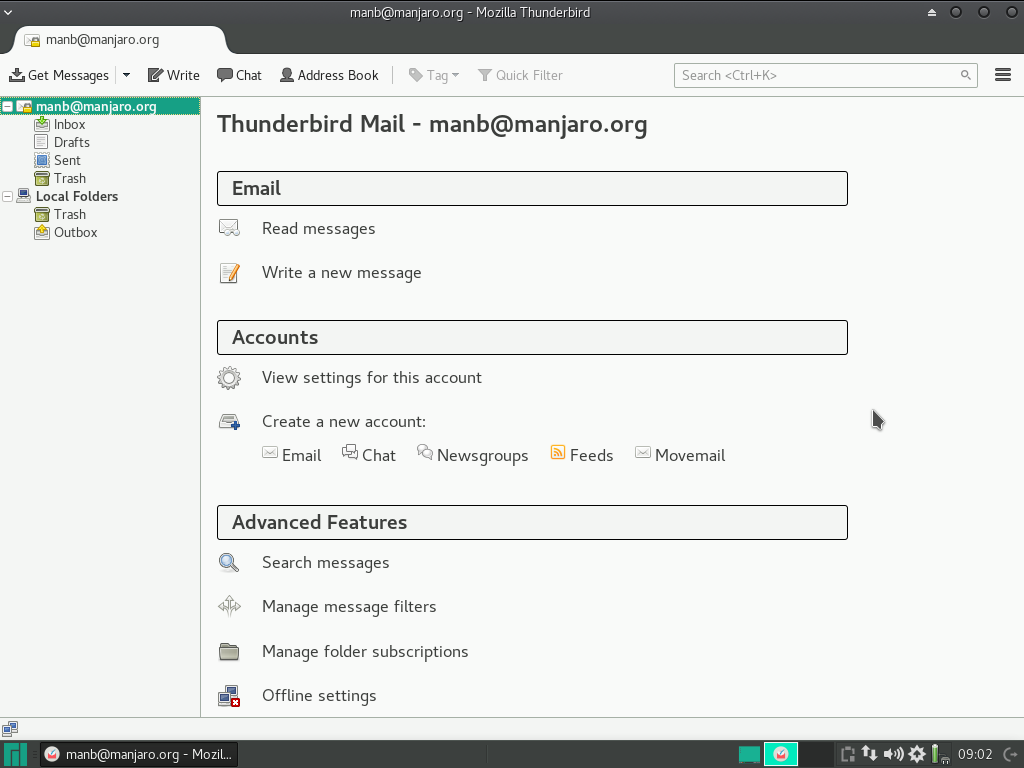 manb@manjaro.org - Mozilla Thunderbird
manb@manjaro.org
Get Messages Write Chat Address Book Tag Quick Filter Search <Ctrl+K>
manb@manjaro.org
Inbox
Drafts
Sent
Trash
Local Folders
Trash
Outbox
Thunderbird Mail - manb@manjaro.org
Email
Read messages
Write a new message
Accounts
View settings for this account
Create a new account:
Email Chat Newsgroups Feeds Movemail
Advanced Features
Search messages
Manage message filters
Manage folder subscriptions
Offline settings
manb@manjaro.org - Mozil... 09:02